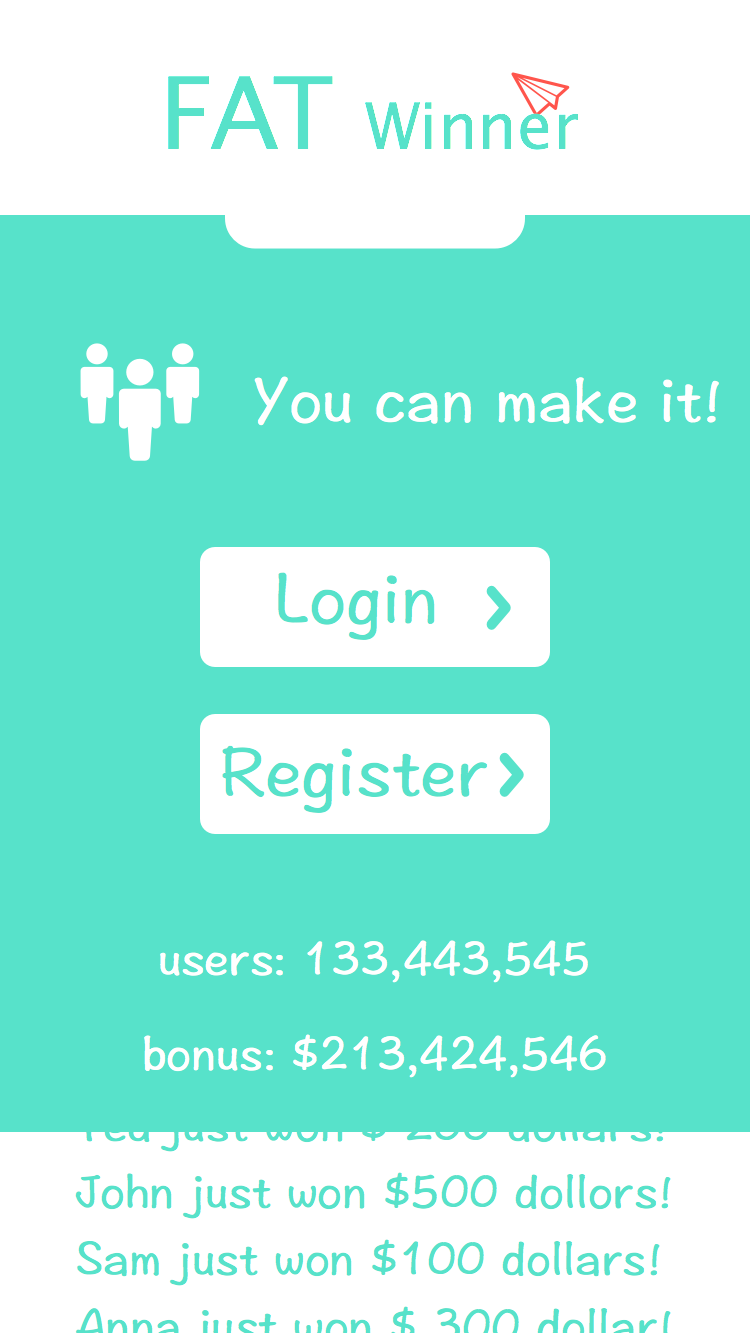 FAT Winner
You can make it!
Login
Register
users: 133,443,545
bonus: $213,424,546
Ted just won $ 200 dollars!
John just won $500 dollors!
Sam just won $100 dollars!
Anna just won $ 300 dollar!